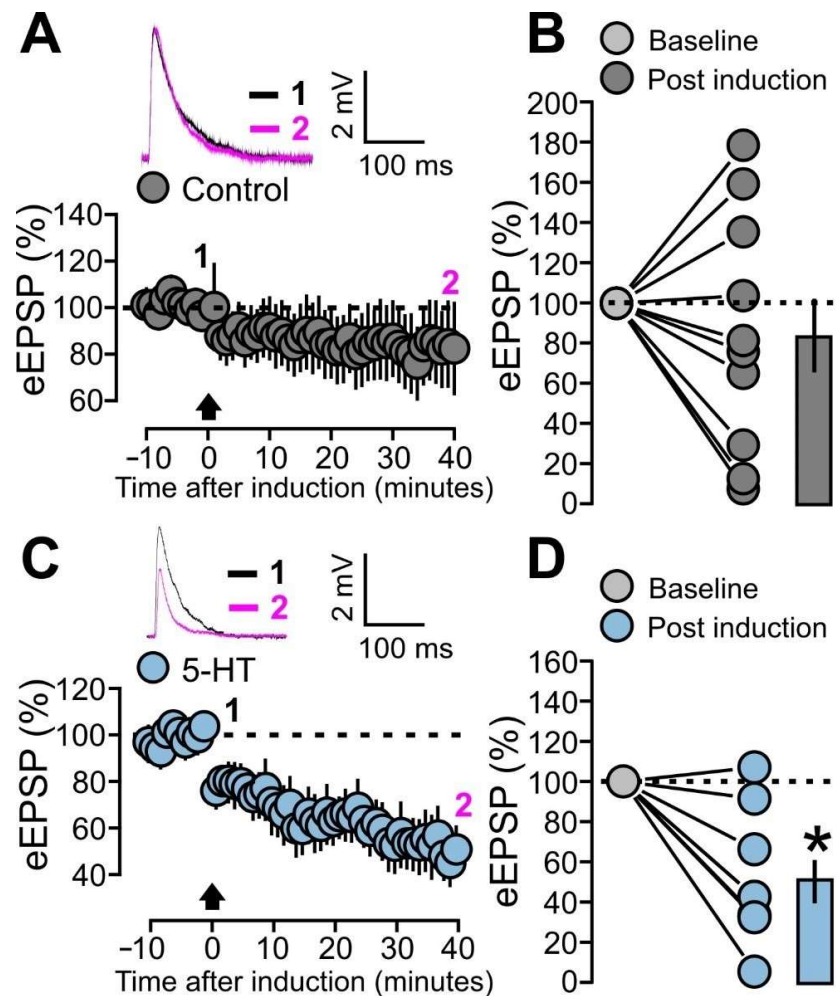 A
1
2
2 mV
100 ms
Control
eEPSP (%)
140
120
100
80
60
1
2
−10 0 10 20 30 40
Time after induction (minutes)
B
Baseline
Post induction
eEPSP (%)
200
180
160
140
120
100
80
60
40
20
0
C
1
2
2 mV
100 ms
5-HT
eEPSP (%)
120
100
80
60
40
1
2
−10 0 10 20 30 40
Time after induction (minutes)
D
Baseline
Post induction
eEPSP (%)
160
140
120
100
80
60
40
20
0
*